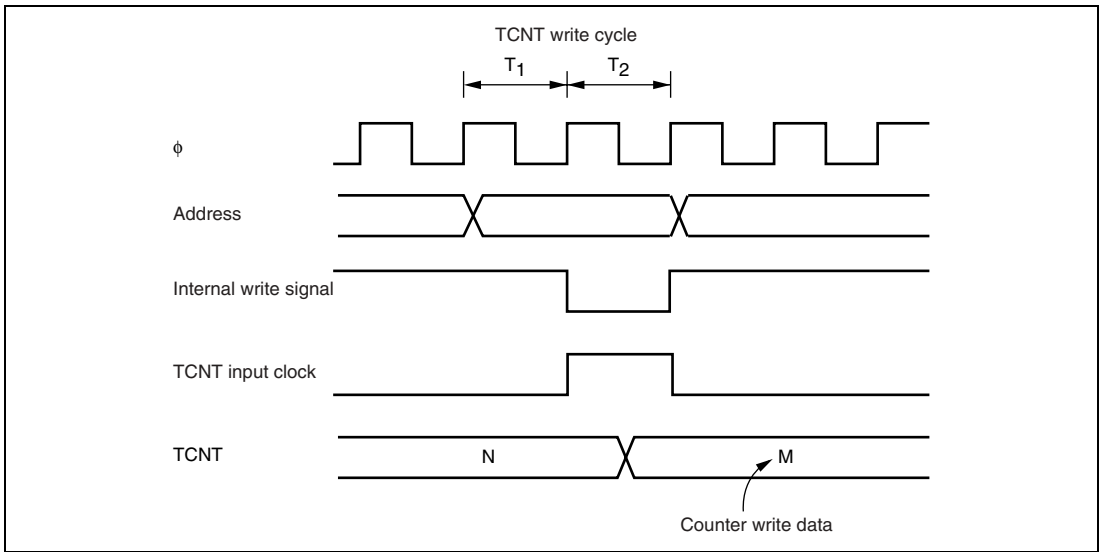 TCNT write cycle
T1 T2
ϕ
Address
Internal write signal
TCNT input clock
TCNT N M
Counter write data